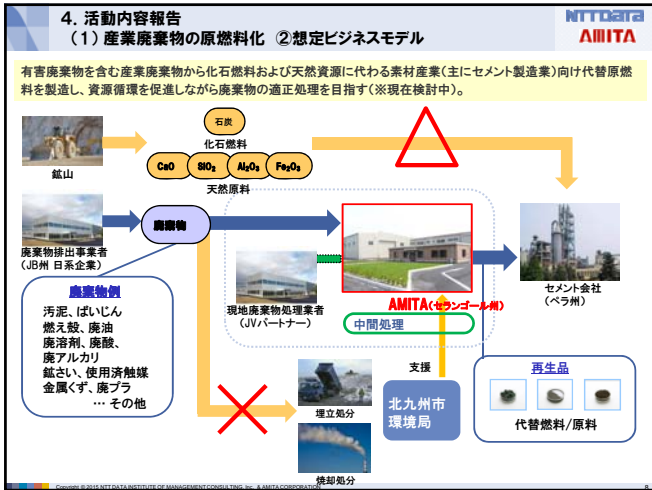 4. 活動内容報告
(1) 産業廃棄物の原燃料化 ②想定ビジネスモデル
NTT DATA
AMITA
有害廃棄物を含む産業廃棄物から化石燃料および天然資源に代わる素材産業(主にセメント製造業)向け代替原燃
料を製造し、資源循環を促進しながら廃棄物の適正処理を目指す(※現在検討中)。
石炭
化石燃料
CaO
SiO₂
Al₂O₃
Fe₂O₃
天然原料
鉱山
廃棄物
廃棄物排出事業者
(JB州 日系企業)
現地廃棄物処理業者
(JVパートナー)
AMITA(セランゴール州)
中間処理
セメント会社
(ペラ州)
廃棄物例
汚泥、ばいじん
燃え殻、廃油
廃溶剤、廃酸、
廃アルカリ
鉱さい、使用済触媒
金属くず、廃プラ
… その他
埋立処分
焼却処分
支援
北九州市
環境局
再生品
代替燃料/原料
Copyright © 2015 NTT DATA INSTITUTE OF MANAGEMENT CONSULTING, Inc. & AMITA CORPORATION
8